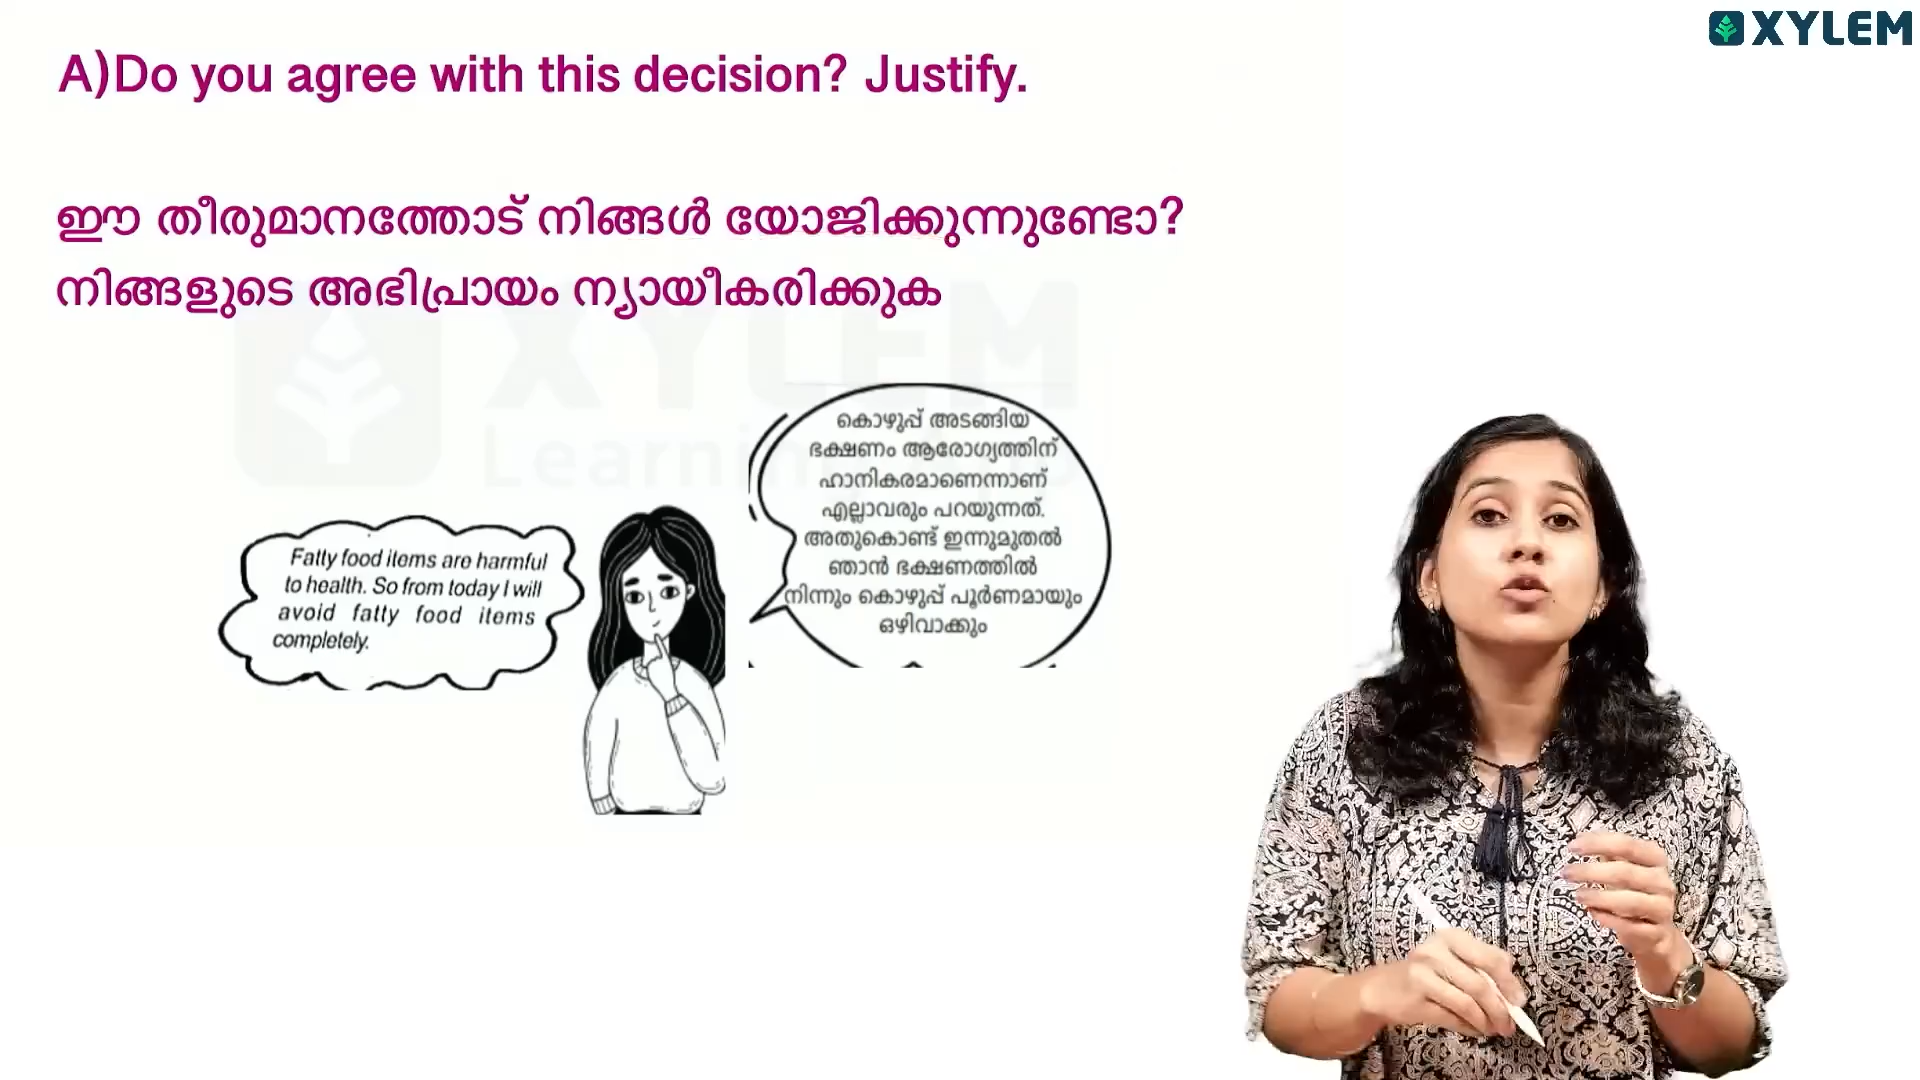 XYLEM
A)Do you agree with this decision? Justify.
ഈ തീരുമാനത്തോട് നിങ്ങൾ യോജിക്കുന്നുണ്ടോ?
നിങ്ങളുടെ അഭിപ്രായം ന്യായീകരിക്കുക
XYLEM
Learning
Fatty food items are harmful
to health. So from today I will
avoid fatty food items
completely.
കൊഴുപ്പ് അടങ്ങിയ
ഭക്ഷണം ആരോഗ്യത്തിന്
ഹാനികരമാണെന്നാണ്
എല്ലാവരും പറയുന്നത്.
അതുകൊണ്ട് ഇന്നുമുതൽ
ഞാൻ ഭക്ഷണത്തിൽ
നിന്നും കൊഴുപ്പ് പൂർണമായും
ഒഴിവാക്കും